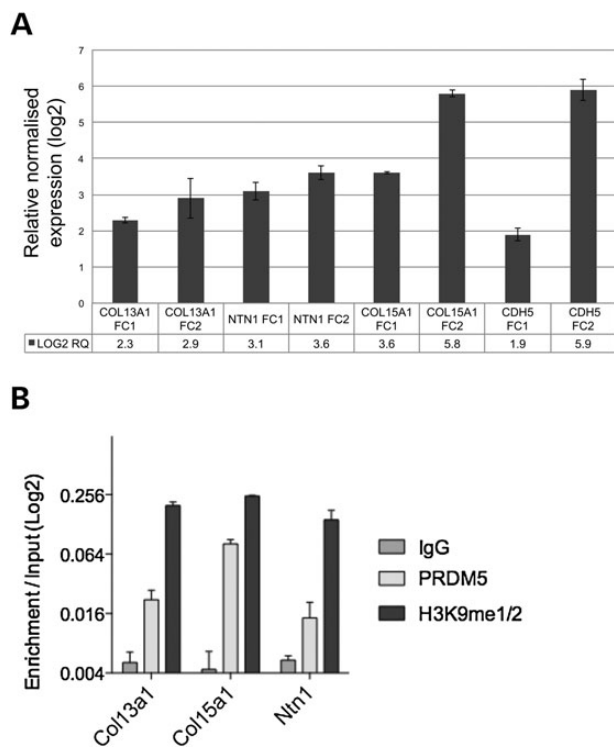 A
Relative normalised
expression (log2)
7
6
5
4
3
2
1
0
COL13A1 FC1
COL13A1 FC2
NTN1 FC1
NTN1 FC2
COL15A1 FC1
COL15A1 FC2
CDH5 FC1
CDH5 FC2
LOG2 RQ 2.3 2.9 3.1 3.6 3.6 5.8 1.9 5.9
B
Enrichment / Input (Log2)
0.256
0.064
0.016
0.004
Col13a1
Col15a1
Ntn1
IgG
PRDM5
H3K9me1/2